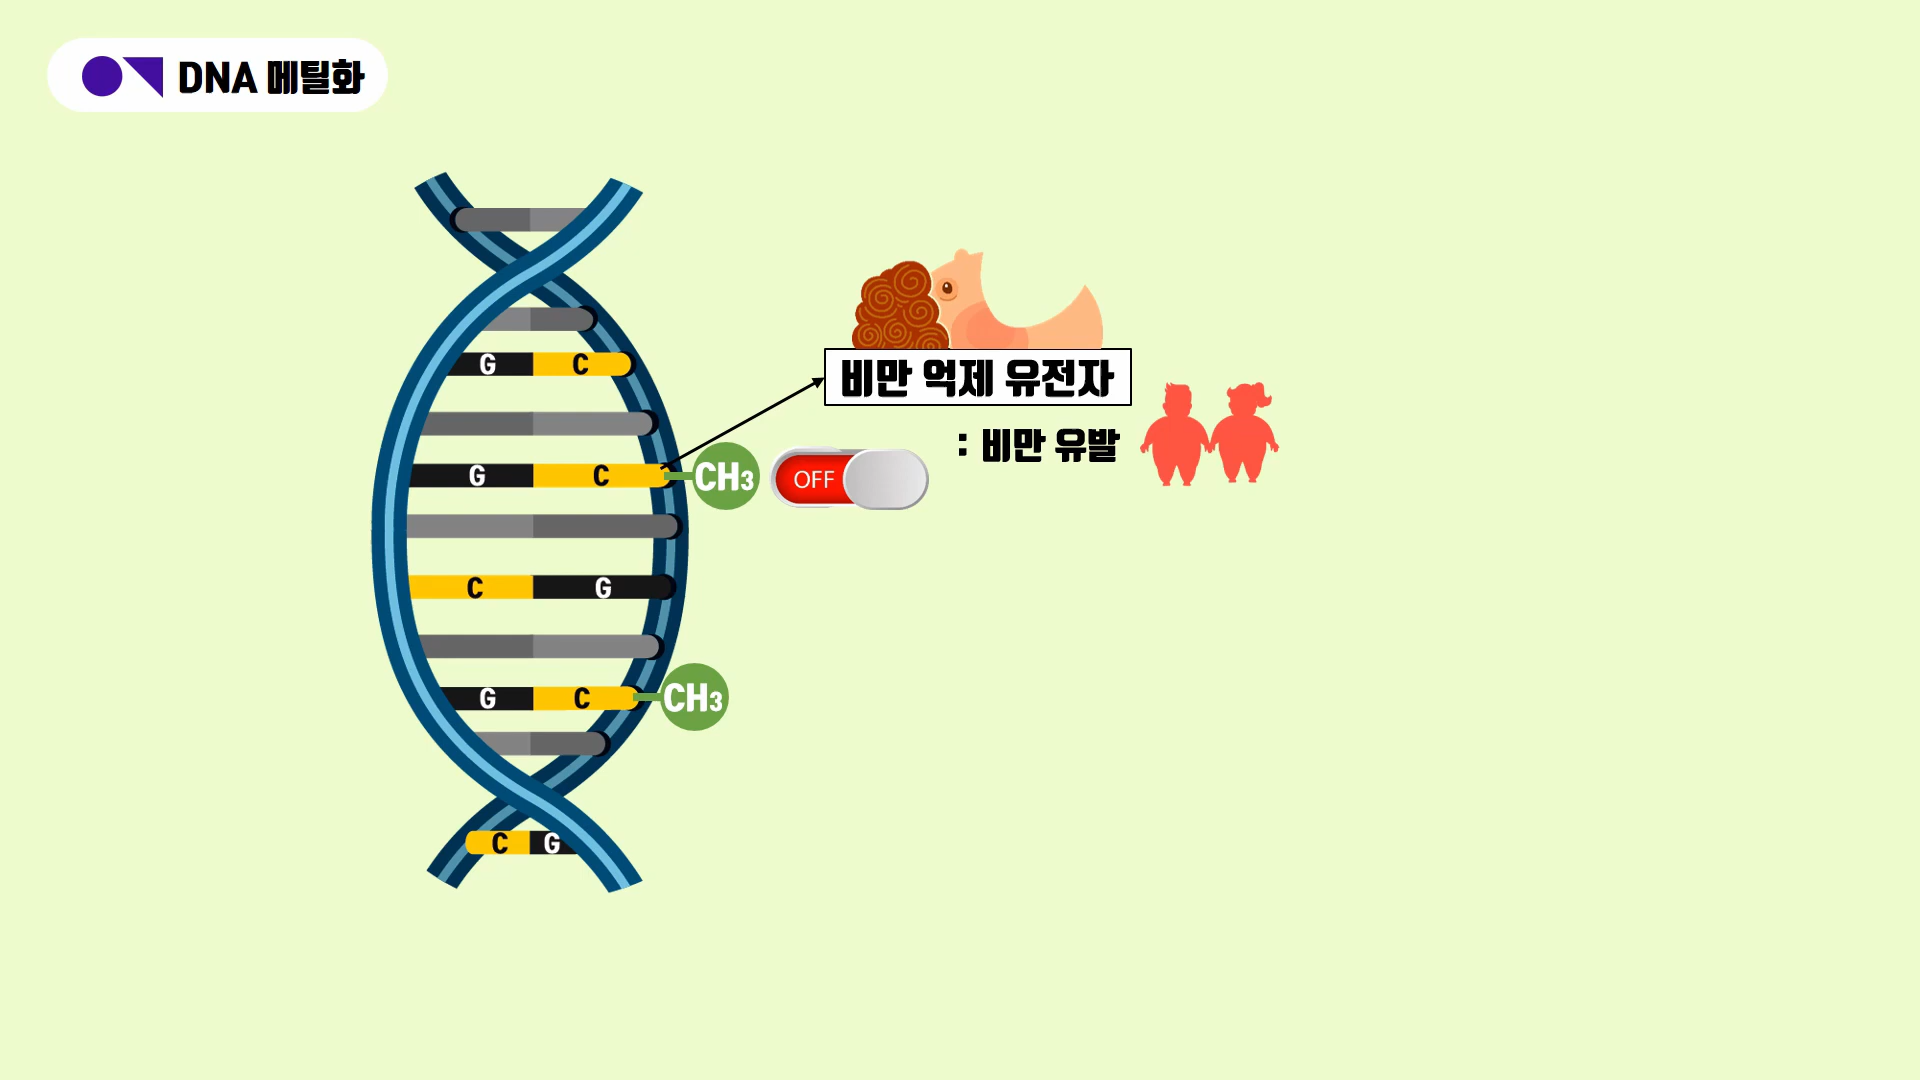 DNA 메틸화
G C
비만 억제 유전자
: 비만 유발
G C CH₃ OFF
C G
G C CH₃
C G